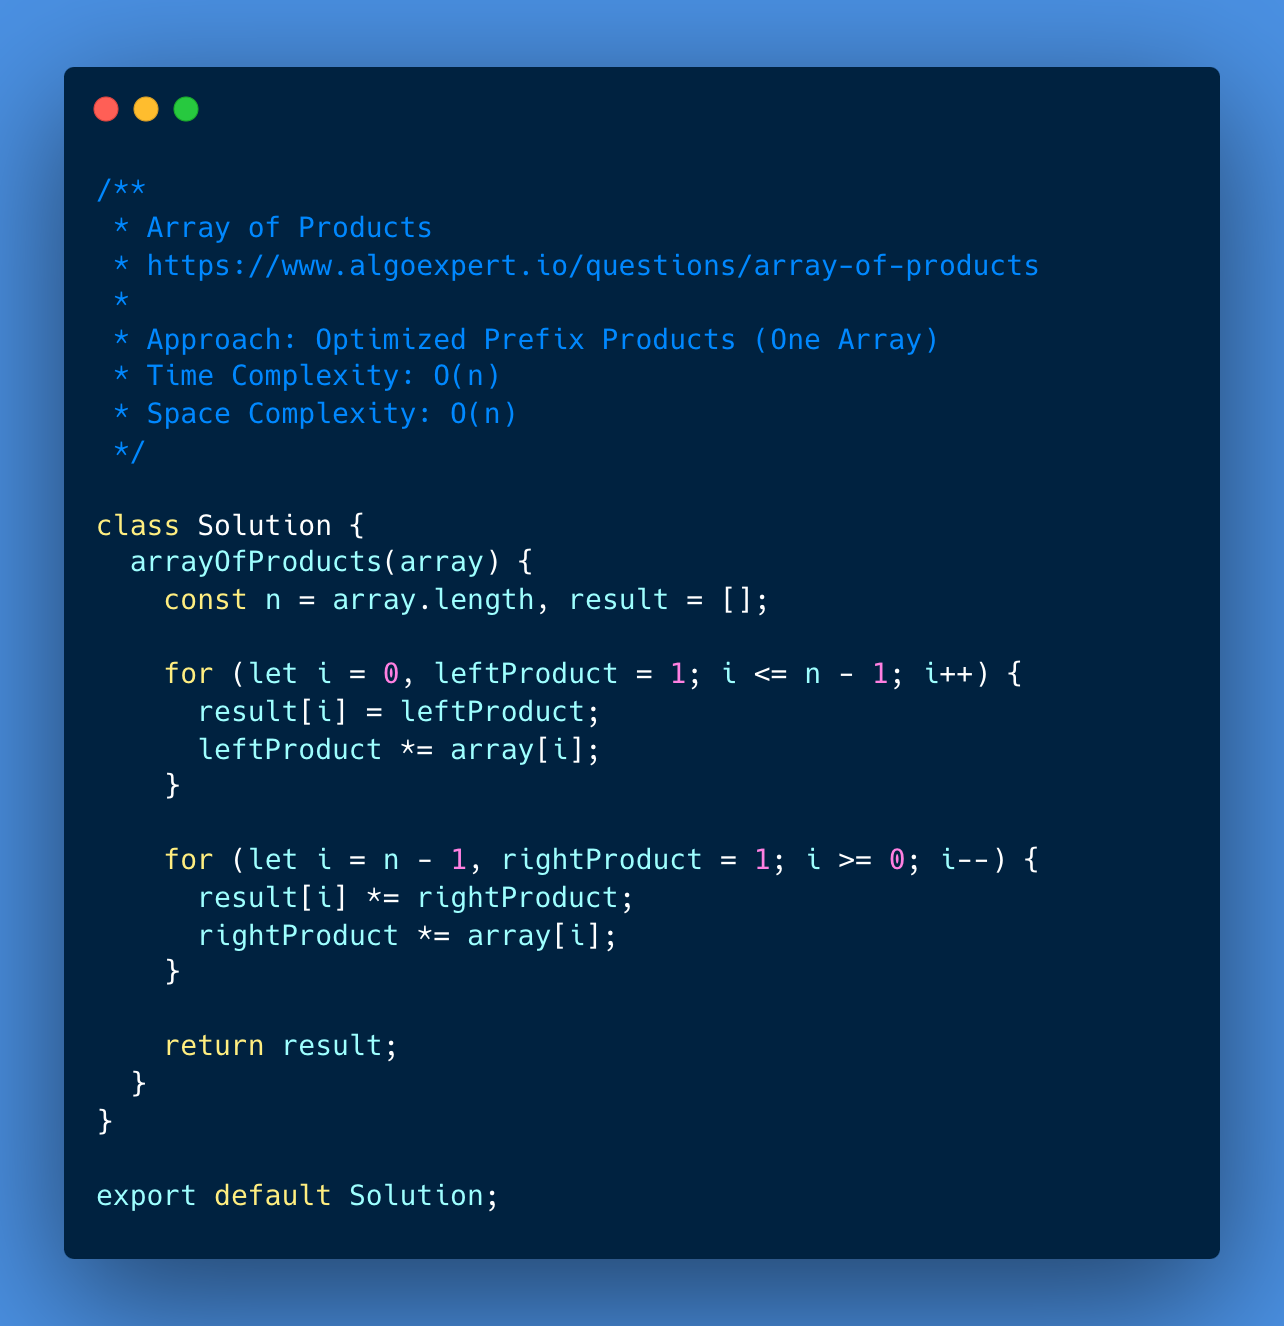 /**
 * Array of Products
 * https://www.algoexpert.io/questions/array-of-products
 *
 * Approach: Optimized Prefix Products (One Array)
 * Time Complexity: O(n)
 * Space Complexity: O(n)
 */

class Solution {
  arrayOfProducts(array) {
    const n = array.length, result = [];

    for (let i = 0, leftProduct = 1; i <= n - 1; i++) {
      result[i] = leftProduct;
      leftProduct *= array[i];
    }

    for (let i = n - 1, rightProduct = 1; i >= 0; i--) {
      result[i] *= rightProduct;
      rightProduct *= array[i];
    }

    return result;
  }
}

export default Solution;